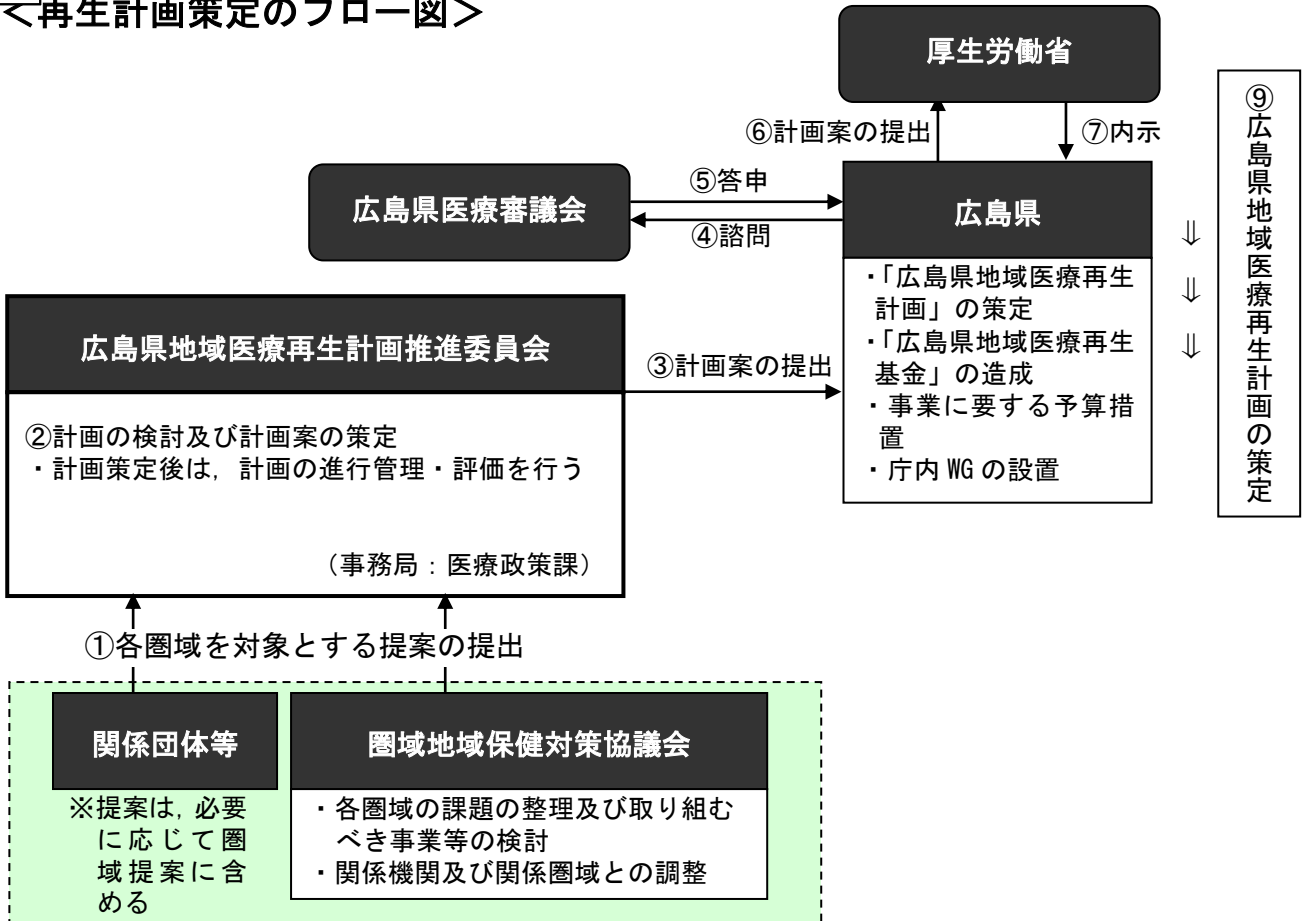 ＜再生計画策定のフロー図＞
厚生労働省
⑥計画案の提出
⑦内示
⑨広島県地域医療再生計画の策定
広島県医療審議会
⑤答申
④諮問
広島県
⇓
⇓
⇓
・「広島県地域医療再生
計画」の策定
・「広島県地域医療再生
基金」の造成
・事業に要する予算措
置
・庁内 WG の設置
広島県地域医療再生計画推進委員会
③計画案の提出
②計画の検討及び計画案の策定
・計画策定後は，計画の進行管理・評価を行う
（事務局：医療政策課）
①各圏域を対象とする提案の提出
関係団体等
※提案は，必要
に応じて圏
域提案に含
める
圏域地域保健対策協議会
・各圏域の課題の整理及び取り組む
べき事業等の検討
・関係機関及び関係圏域との調整